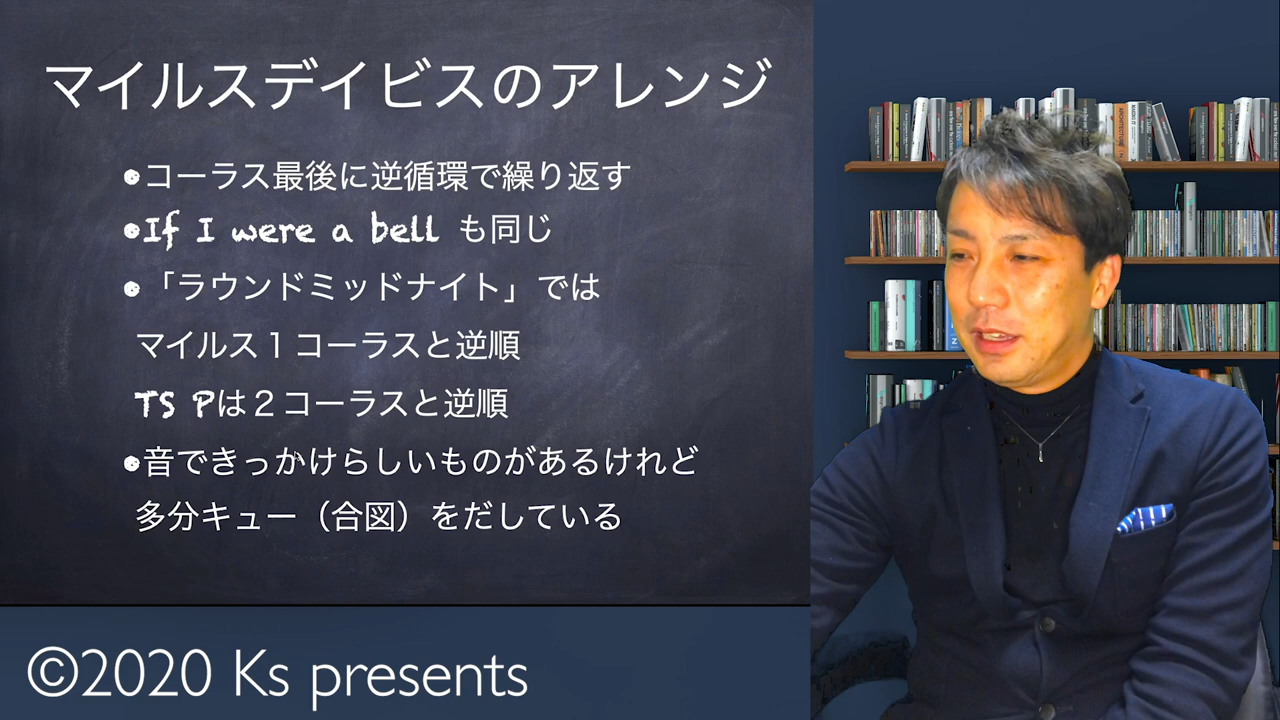 マイルスデイビスのアレンジ
•コーラス最後に逆循環で繰り返す
•If I were a bell も同じ
•「ラウンドミッドナイト」では
マイルス１コーラスと逆順
TS Pは２コーラスと逆順
•音できっかけらしいものがあるけれど
多分キュー（合図）をだしている
©2020 Ks presents